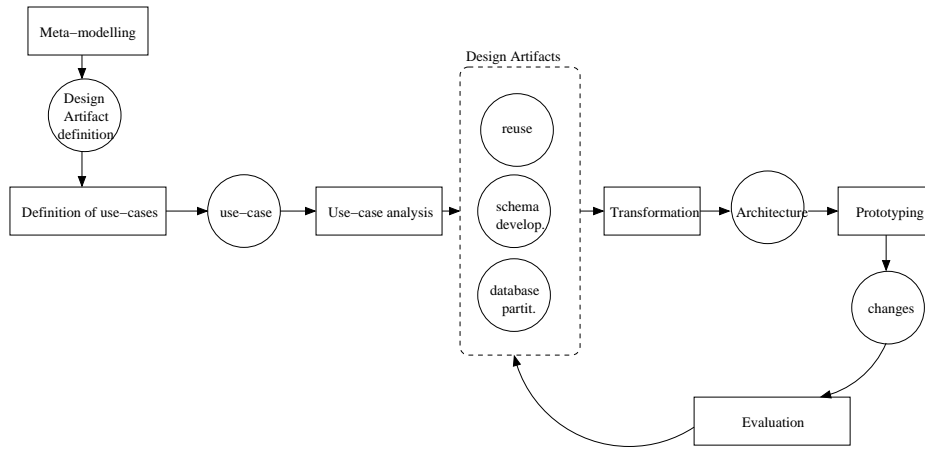 Meta−modelling
Design
Artifact
definition
Definition of use−cases
use−case
Use−case analysis
Design Artifacts
reuse
schema
develop.
database
partit.
Transformation
Architecture
Prototyping
changes
Evaluation